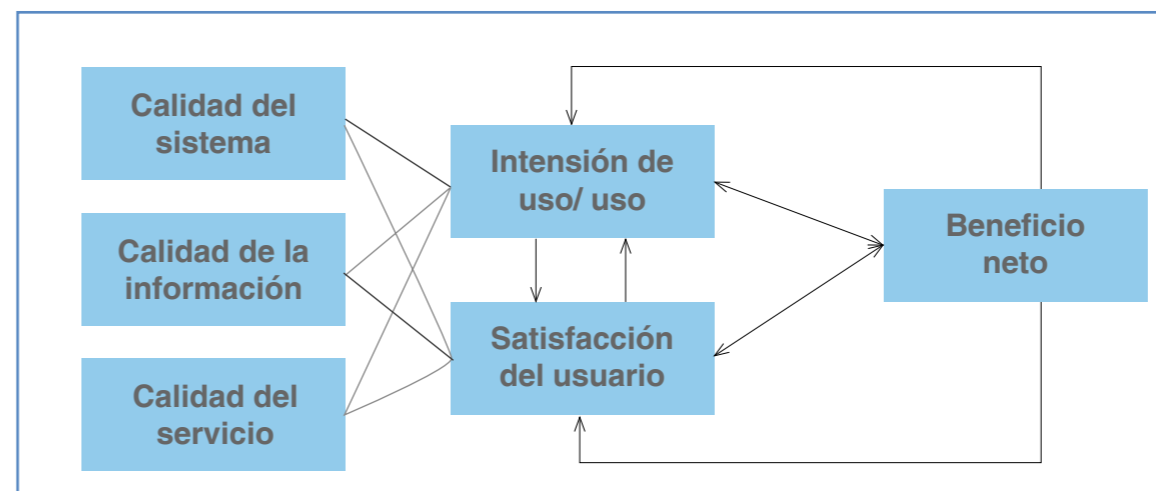 Calidad del
sistema
Calidad de la
información
Calidad del
servicio
Intensión de
uso/ uso
Satisfacción
del usuario
Beneficio
neto